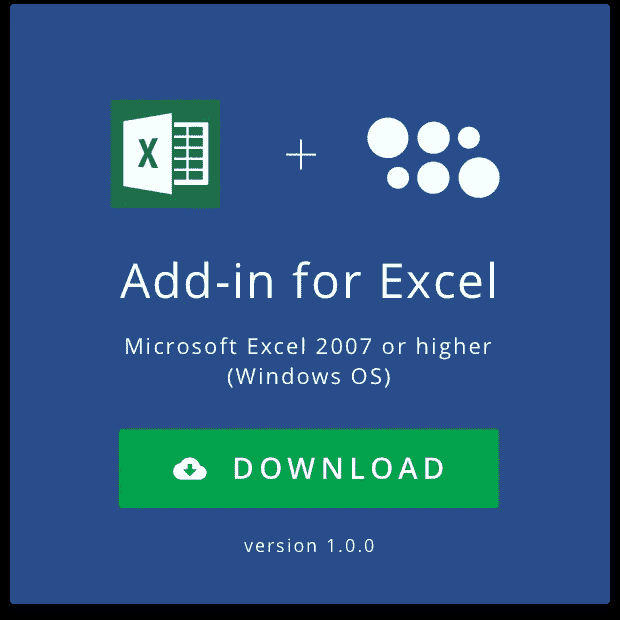 X
Add-in for Excel
Microsoft Excel 2007 or higher
(Windows OS)
DOWNLOAD
version 1.0.0